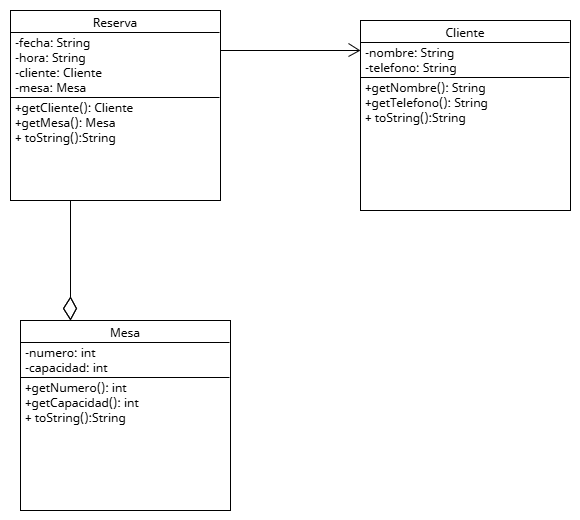 Reserva
-fecha: String
-hora: String
-cliente: Cliente
-mesa: Mesa
+getCliente(): Cliente
+getMesa(): Mesa
+ toString():String
Cliente
-nombre: String
-telefono: String
+getNombre(): String
+getTelefono(): String
+ toString():String
Mesa
-numero: int
-capacidad: int
+getNumero(): int
+getCapacidad(): int
+ toString():String